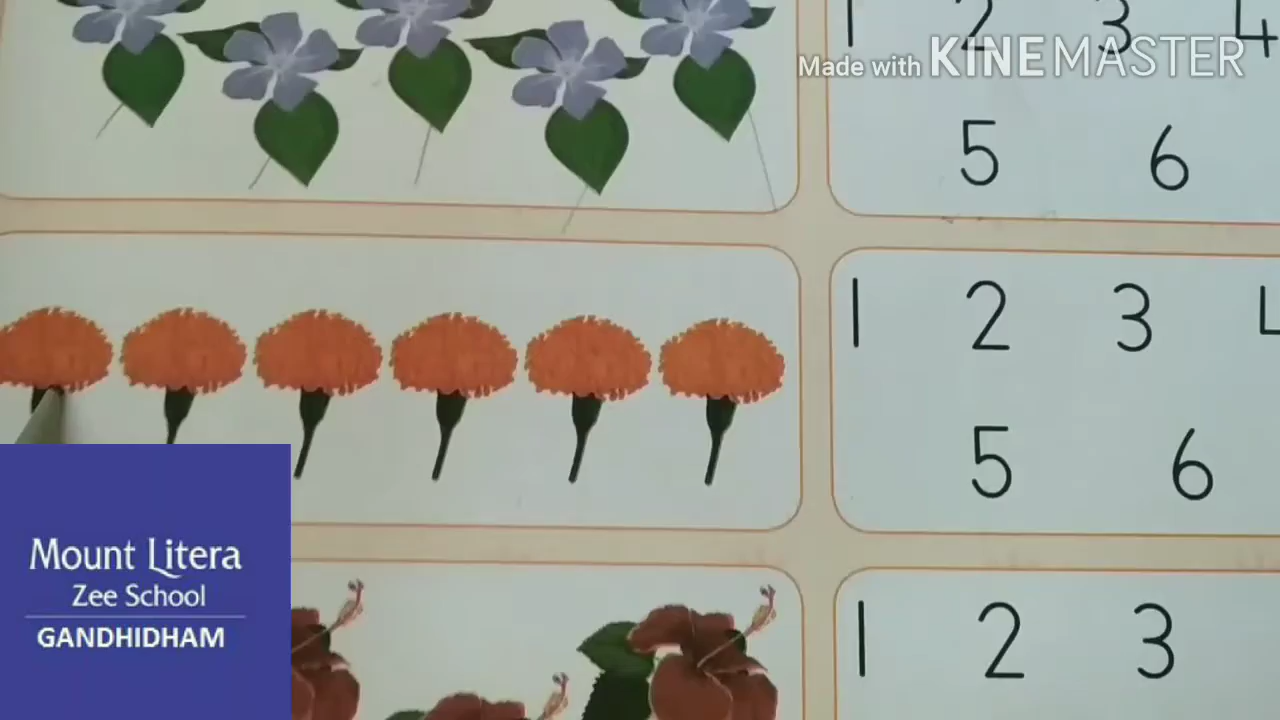 1 2 3 4
Made with KINEMASTER
5 6
1 2 3 4
5 6
1 2 3
Mount Litera
Zee School
GANDHIDHAM